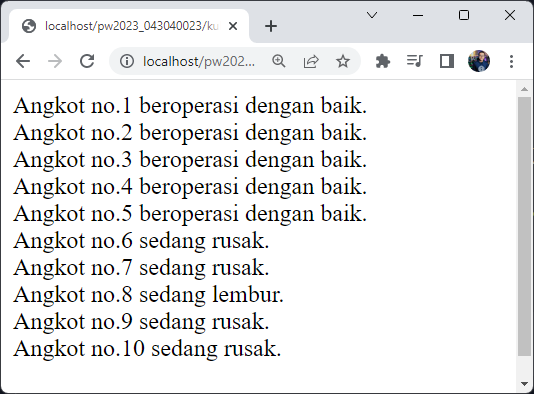 localhost/pw2023_043040023/ku
localhost/pw202...
Angkot no.1 beroperasi dengan baik.
Angkot no.2 beroperasi dengan baik.
Angkot no.3 beroperasi dengan baik.
Angkot no.4 beroperasi dengan baik.
Angkot no.5 beroperasi dengan baik.
Angkot no.6 sedang rusak.
Angkot no.7 sedang rusak.
Angkot no.8 sedang lembur.
Angkot no.9 sedang rusak.
Angkot no.10 sedang rusak.